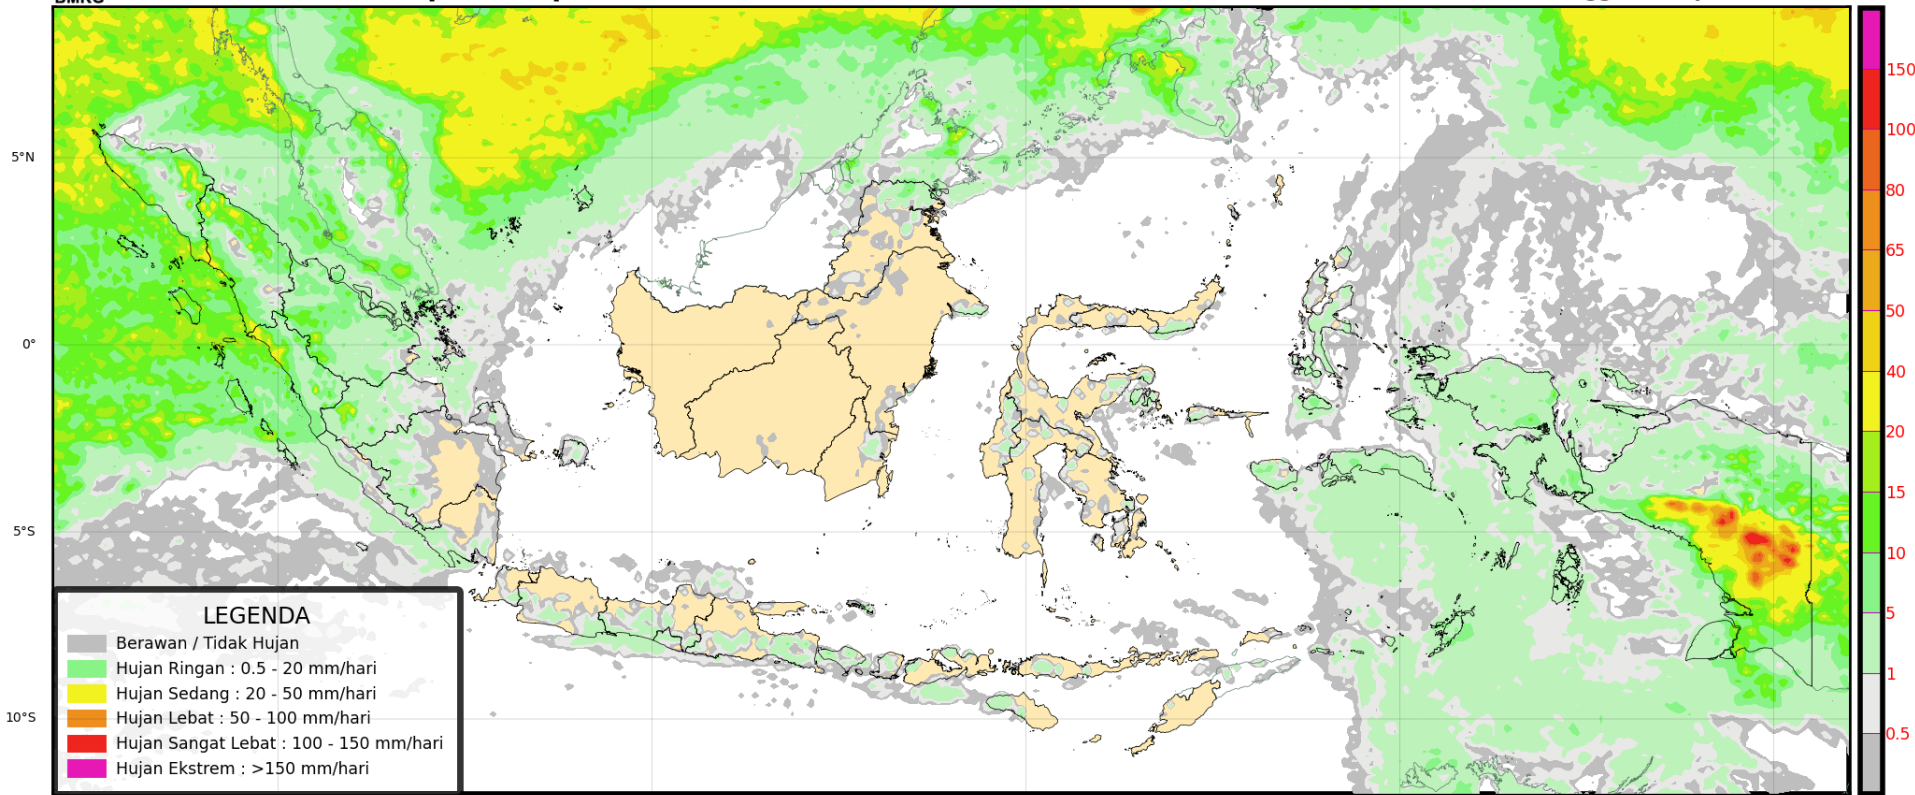 BMKG
5°N
0°
5°S
10°S
LEGENDA
Berawan / Tidak Hujan
Hujan Ringan : 0.5 - 20 mm/hari
Hujan Sedang : 20 - 50 mm/hari
Hujan Lebat : 50 - 100 mm/hari
Hujan Sangat Lebat : 100 - 150 mm/hari
Hujan Ekstrem : >150 mm/hari
150
100
80
65
50
40
20
15
10
5
1
0.5